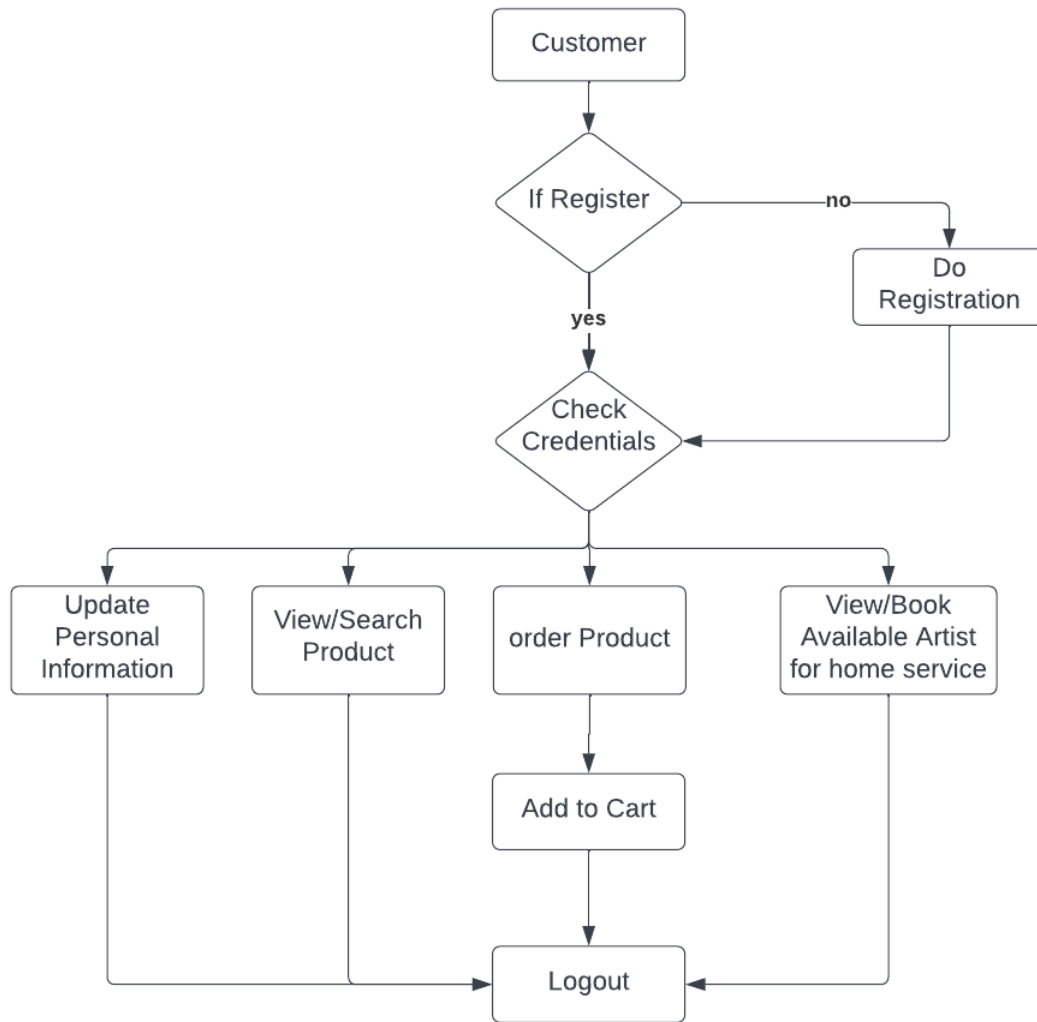 Customer
If Register
no
Do
Registration
yes
Check
Credentials
Update
Personal
Information
View/Search
Product
order Product
View/Book
Available Artist
for home service
Add to Cart
Logout